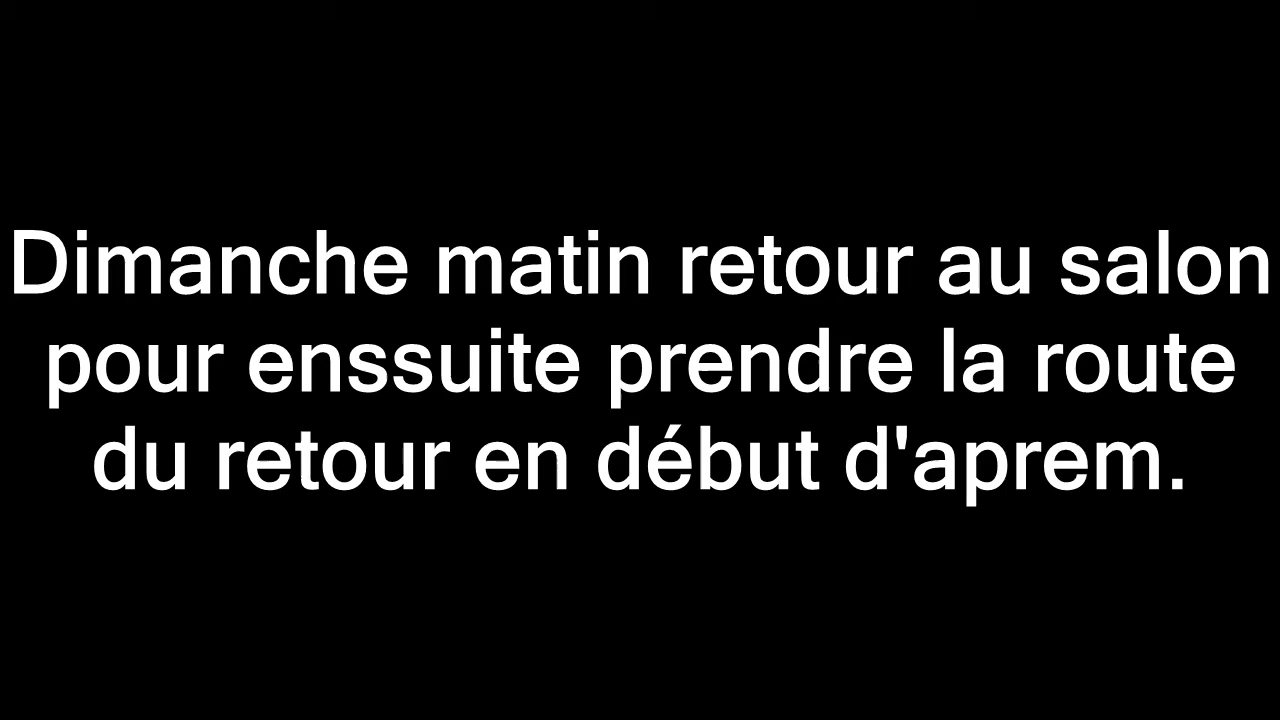 Dimanche matin retour au salon
pour enssuite prendre la route
du retour en début d'aprem.